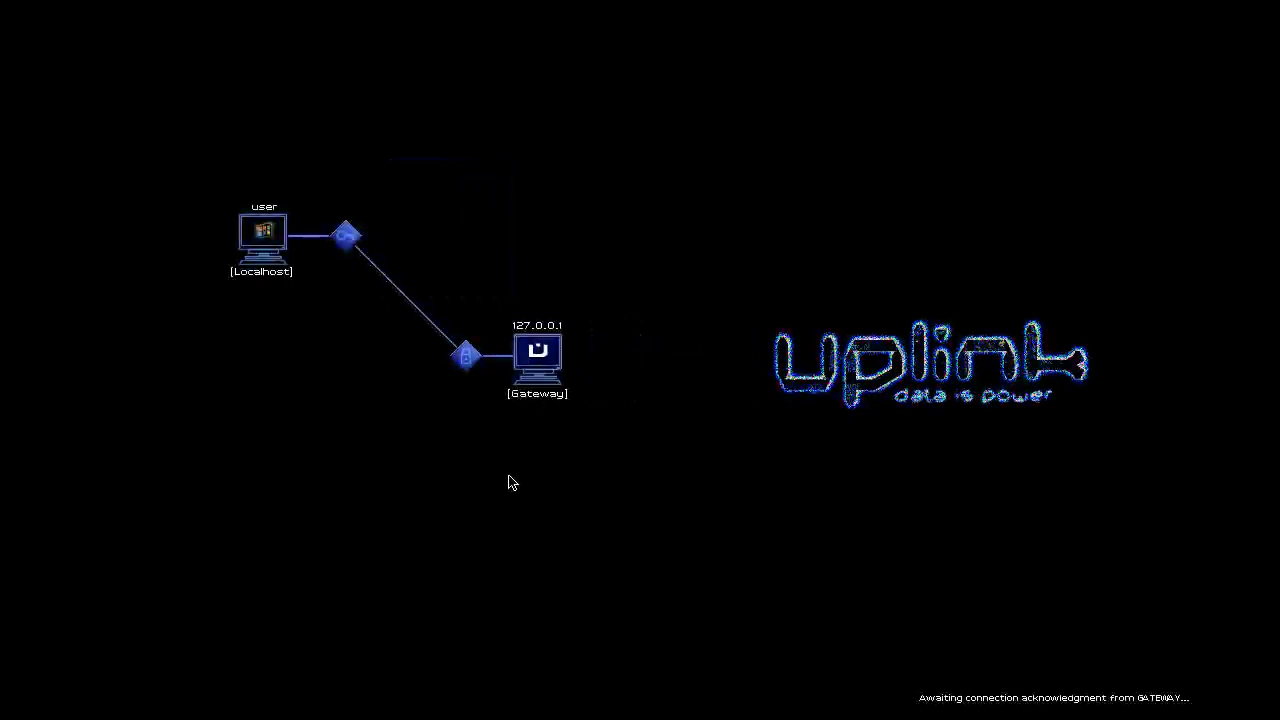 user
[Localhost]
127.0.0.1
[Gateway]
uplink
data is power
Awaiting connection acknowledgment from GATEWAY...